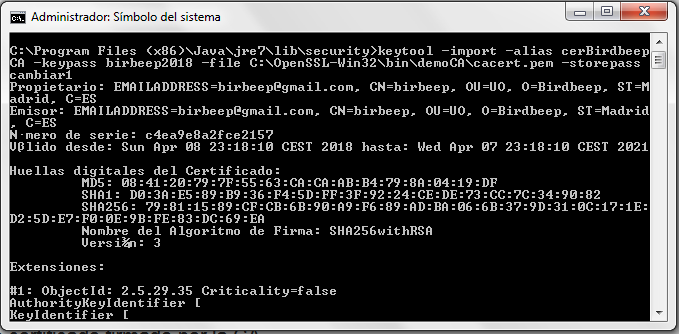 Administrador: Símbolo del sistema
C:\Program Files (x86)\Java\jre7\lib\security>keytool -import -alias cerBirdbeep
CA -keypass birbeep2018 -file C:\OpenSSL-Win32\bin\demoCA\cacert.pem -storepass
cambiar1
Propietario: EMAILADDRESS=birbeep@gmail.com, CN=birbeep, OU=UO, O=Birdbeep, ST=M
adrid, C=ES
Emisor: EMAILADDRESS=birbeep@gmail.com, CN=birbeep, OU=UO, O=Birdbeep, ST=Madrid
, C=ES
N·mero de serie: c4ea9e8a2fce2157
Vßlido desde: Sun Apr 08 23:18:10 CEST 2018 hasta: Wed Apr 07 23:18:10 CEST 2021
Huellas digitales del Certificado:
MD5: 08:41:20:79:7F:55:63:CA:CA:AB:B4:79:8A:04:19:DF
SHA1: D0:3A:E5:89:B9:36:F4:5D:FF:3F:92:24:CE:DE:73:CC:7C:34:90:82
SHA256: 79:81:15:89:CF:CB:6B:90:A9:F6:89:AD:BA:06:6B:37:9D:31:0C:17:1E:
D2:5D:E7:F0:0E:9B:FE:83:DC:69:EA
Nombre del Algoritmo de Firma: SHA256withRSA
Versi¾n: 3
Extensiones:
#1: ObjectId: 2.5.29.35 Criticality=false
AuthorityKeyIdentifier [
KeyIdentifier [